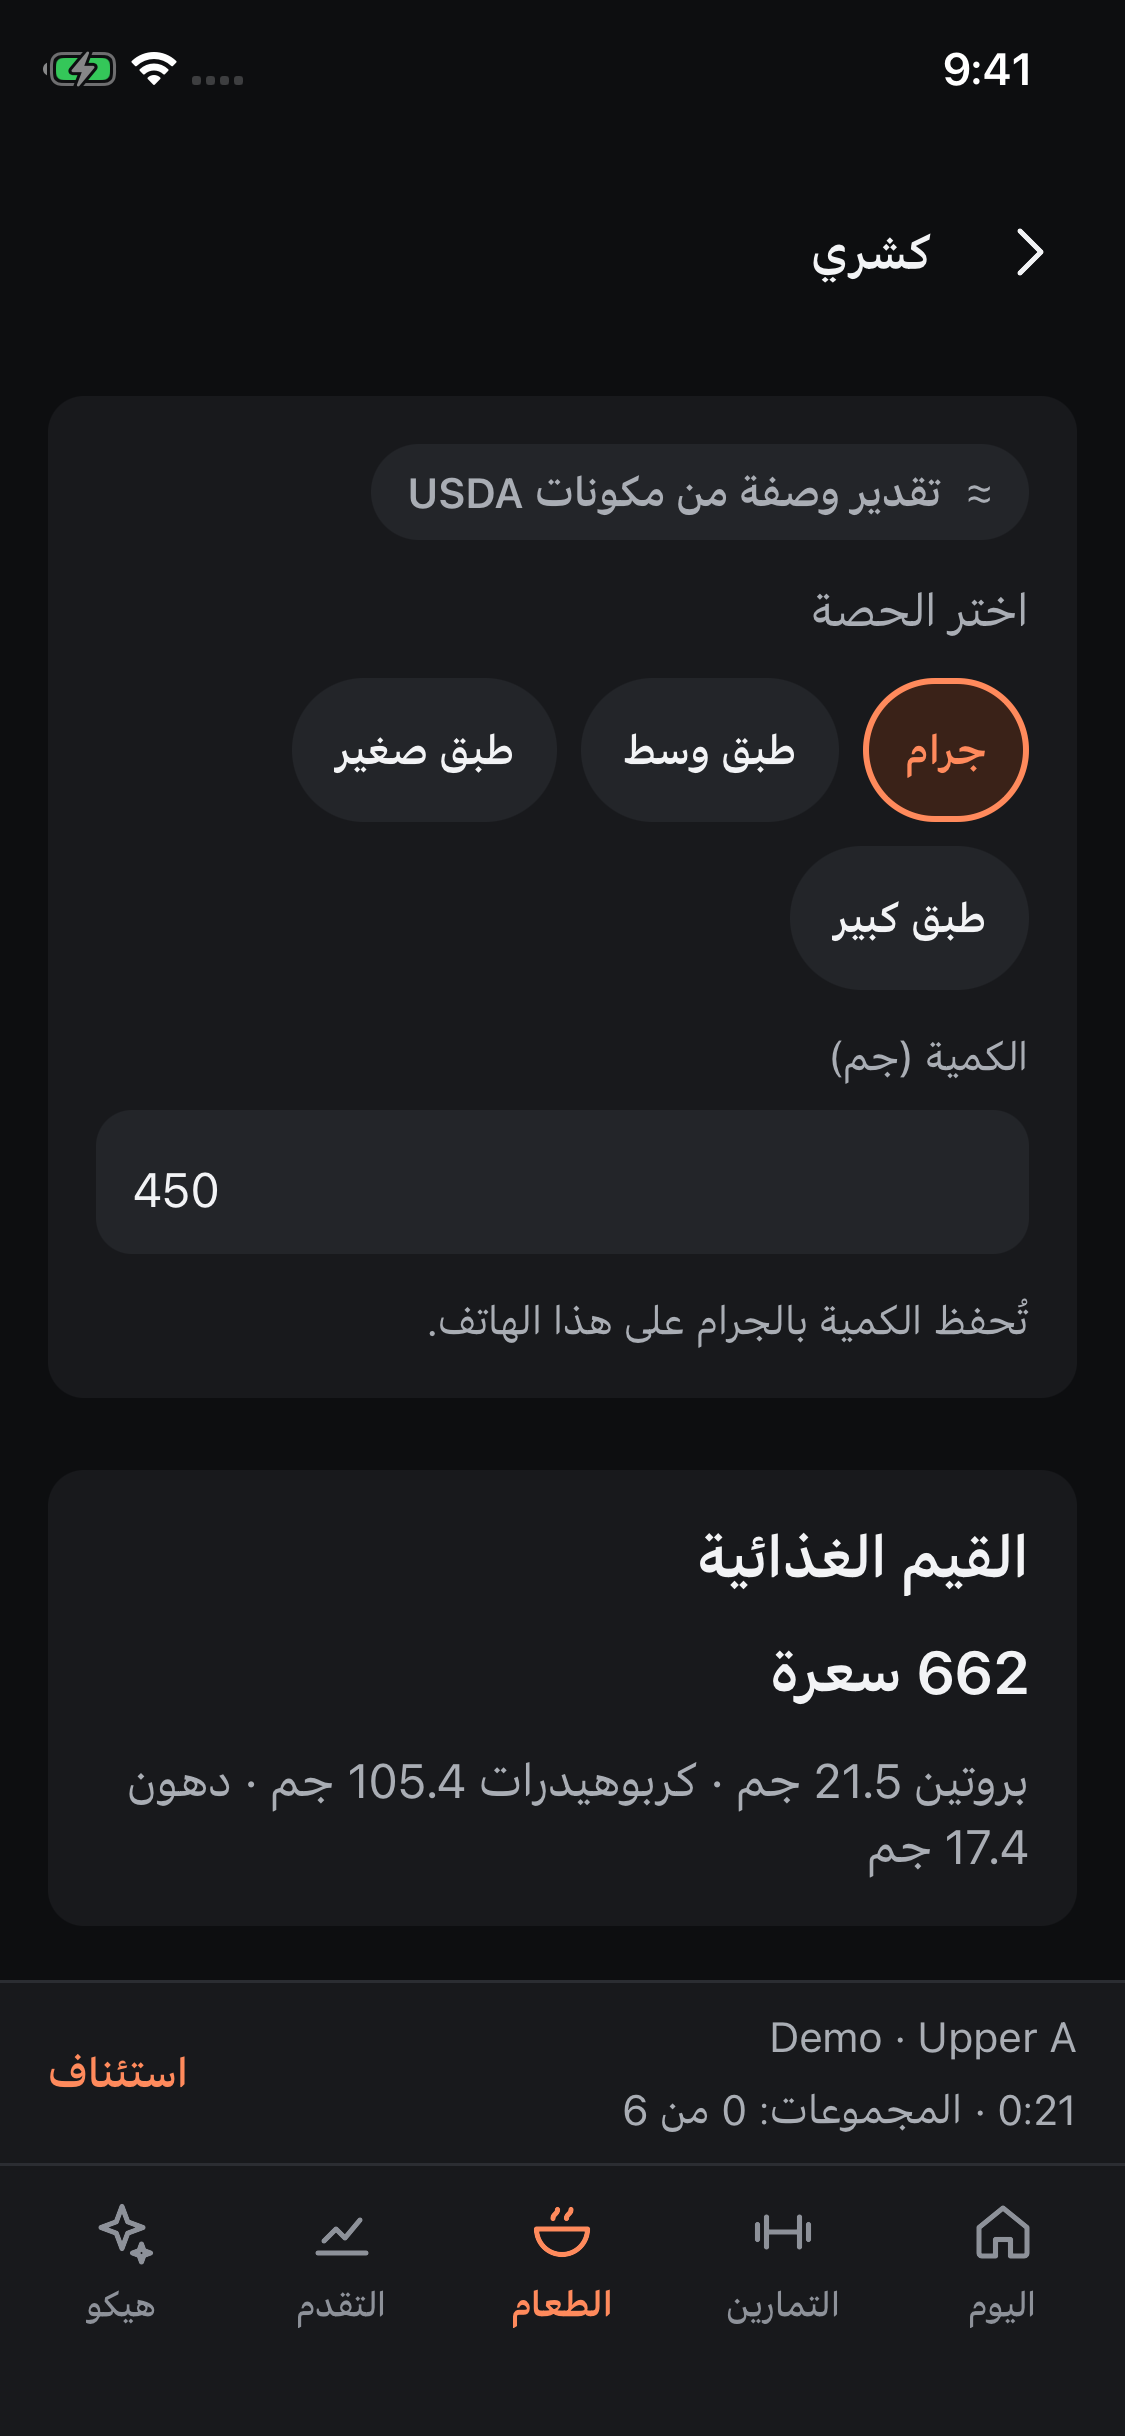 9:41
كشري
≈ تقدير وصفة من مكونات USDA
اختر الحصة
جرام
طبق وسط
طبق صغير
طبق كبير
الكمية (جم)
450
تُحفظ الكمية بالجرام على هذا الهاتف.
القيم الغذائية
662 سعرة
بروتين 21.5 جم · كربوهيدرات 105.4 جم · دهون
17.4 جم
Demo · Upper A
0:21 · المجموعات: 0 من 6
استئناف
اليوم
التمارين
الطعام
التقدم
هيكو